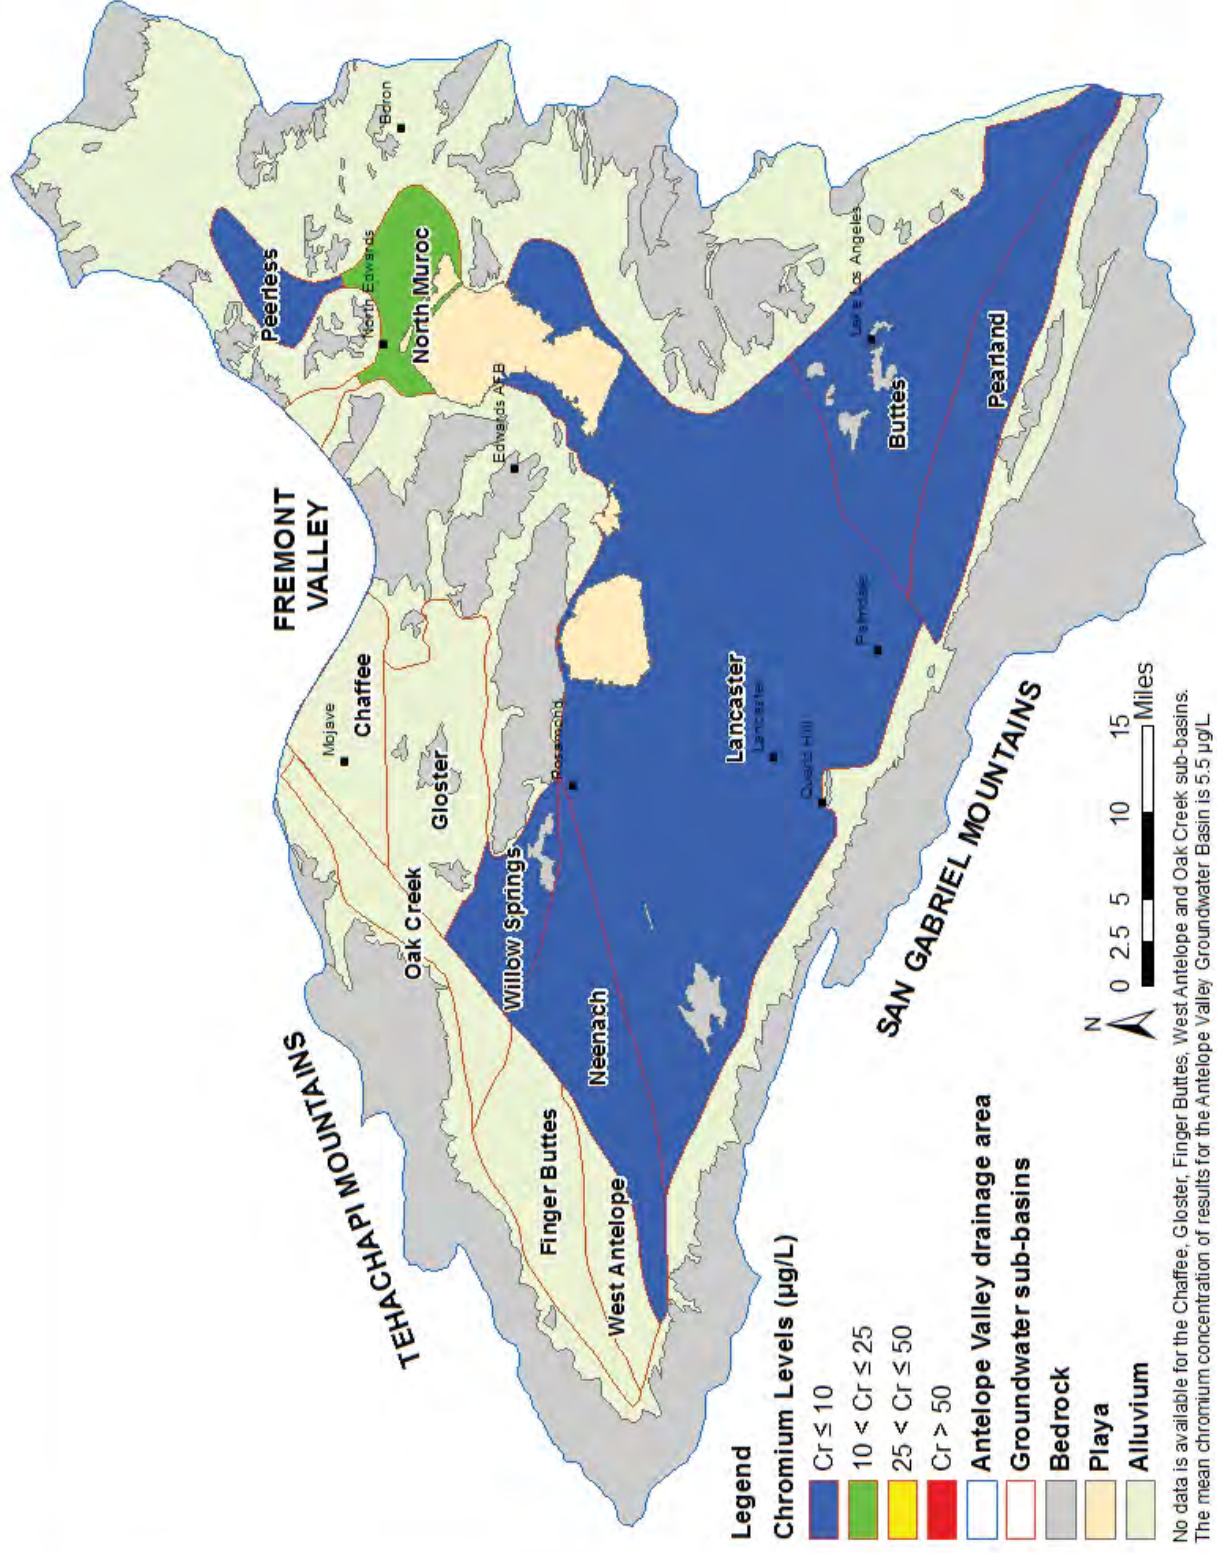 TEHACHAPI MOUNTAINS
FREMONT
VALLEY
Mojave
Chaffee
Oak Creek
Gloster
Peerless
North Edwards
Boron
North Muroc
Edwards AFB
Finger Buttes
West Antelope
Willow Springs
Neenach
Rosamond
Lancaster
Lancaster
Quartz Hill
Palmdale
Buttes
Lake Los Angeles
Pearland
SAN GABRIEL MOUNTAINS
N
0 2.5 5 10 15
Miles
Legend
Chromium Levels (µg/L)
Cr ≤ 10
10 < Cr ≤ 25
25 < Cr ≤ 50
Cr > 50
Antelope Valley drainage area
Groundwater sub-basins
Bedrock
Playa
Alluvium
No data is available for the Chaffee, Gloster, Finger Buttes, West Antelope and Oak Creek sub-basins.
The mean chromium concentration of results for the Antelope Valley Groundwater Basin is 5.5 µg/L